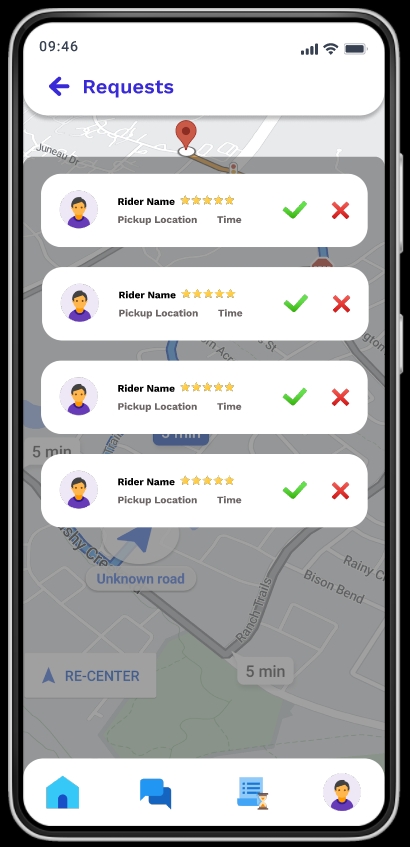 09:46
Requests
Juneau Dr
Rider Name
Pickup Location Time
Rider Name
Pickup Location Time
Rider Name
Pickup Location Time
5 min
5 min
Rider Name
Pickup Location Time
Unknown road
Rainy
Bison Bend
Ranch Trails
5 min
RE-CENTER